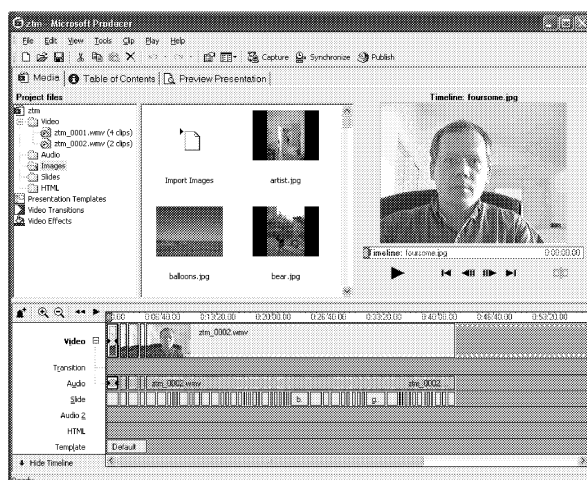 ztm - Microsoft Producer
File Edit View Tools Clip Play Help
Capture Synchronize Publish
Media Table of Contents Preview Presentation
Project files
ztm
Video
ztm_0001.wmv (4 clips)
ztm_0002.wmv (2 clips)
Audio
Images
Slides
HTML
Presentation Templates
Video Transitions
Video Effects
Import Images
artist.jpg
balloons.jpg
bear.jpg
Timeline: foursome.jpg
Timeline: foursome.jpg 0:00:00.00
0:06:40.00 0:13:20.00 0:20:00.00 0:26:40.00 0:33:20.00 0:40:00.00 0:46:40.00 0:53:20.00
Video ztm_0002.wmv
Transition
Audio ztm_0002.wmv ztm_0002
Slide b. g.
Audio 2
HTML
Template Default
Hide Timeline